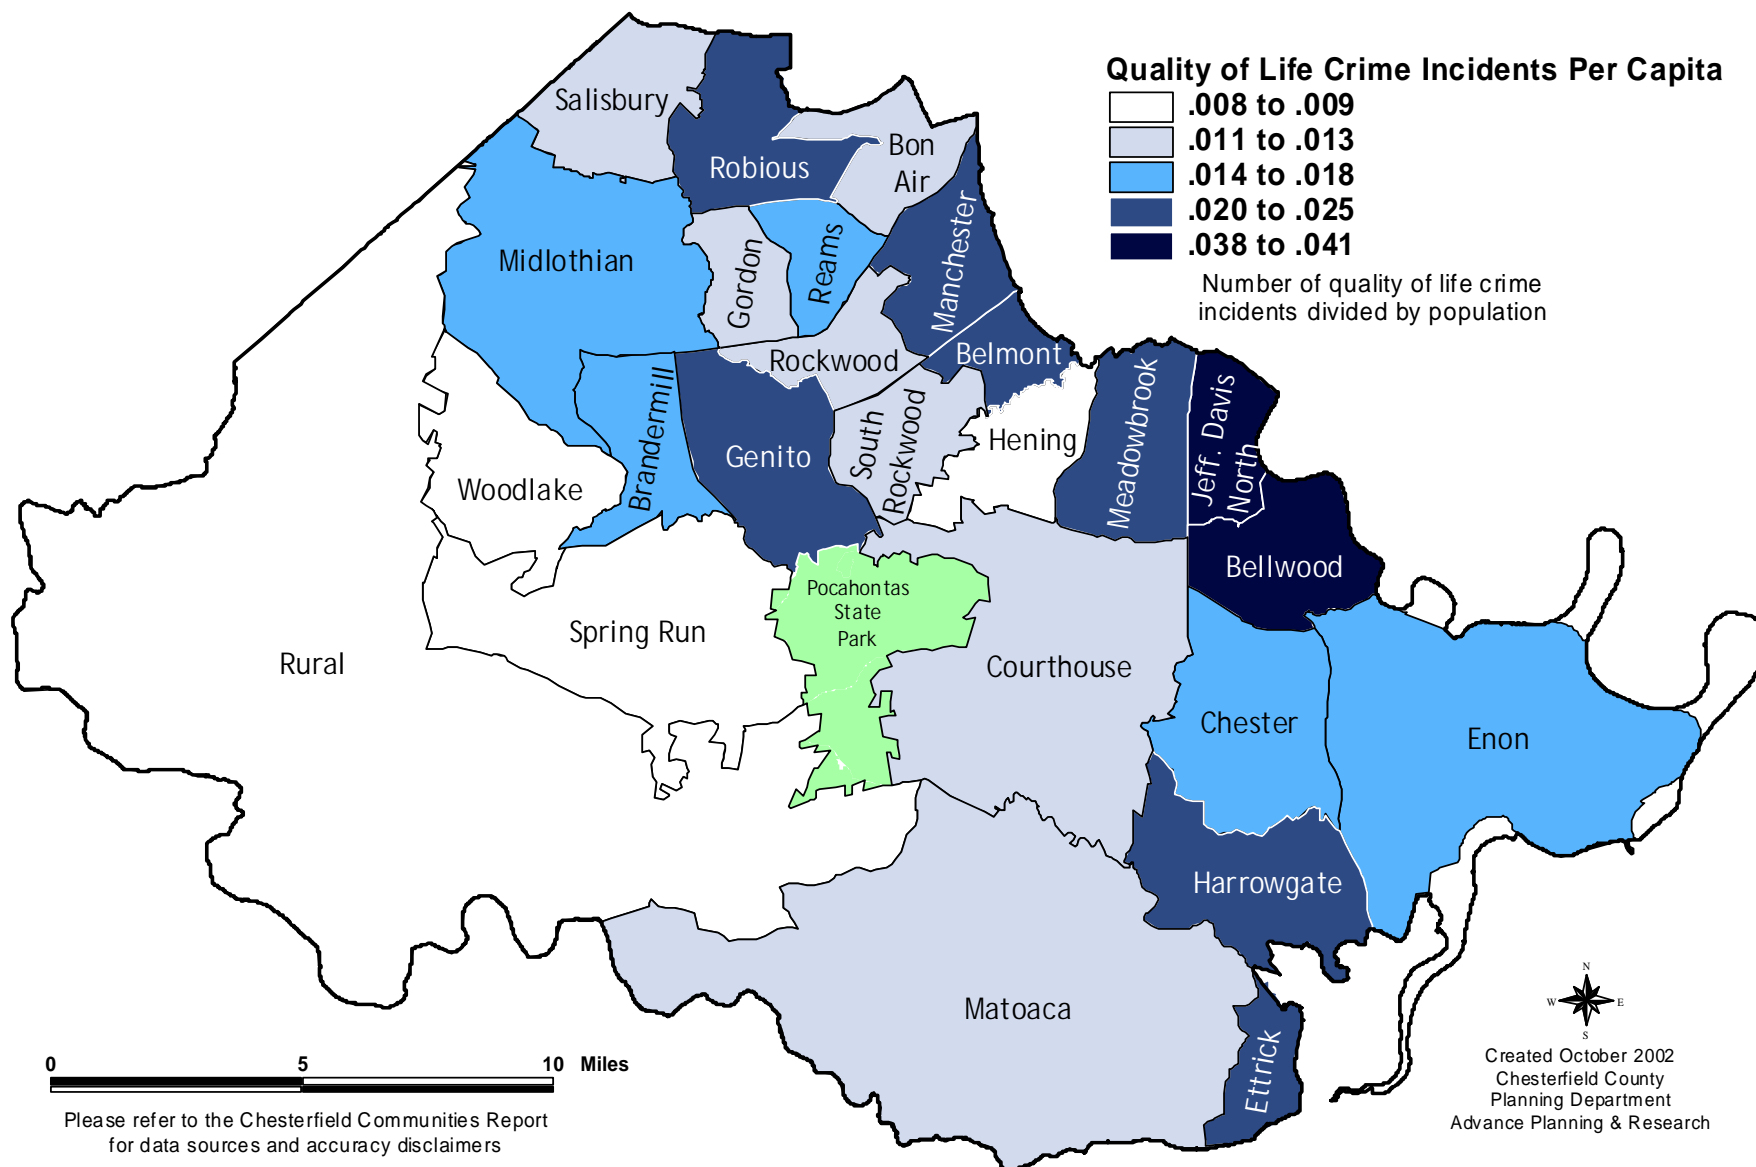 Quality of Life Crime Incidents Per Capita
.008 to .009
.011 to .013
.014 to .018
.020 to .025
.038 to .041
Number of quality of life crime
incidents divided by population
Salisbury
Robious
Bon
Air
Midlothian
Gordon
Reams
Manchester
Rockwood
Belmont
Brandermill
Genito
South
Rockwood
Hening
Meadowbrook
Jeff. Davis
North
Woodlake
Bellwood
Pocahontas
State
Park
Spring Run
Rural
Courthouse
Chester
Enon
Harrowgate
Matoaca
Ettrick
0 5 10 Miles
Please refer to the Chesterfield Communities Report
for data sources and accuracy disclaimers
N
W E
S
Created October 2002
Chesterfield County
Planning Department
Advance Planning & Research